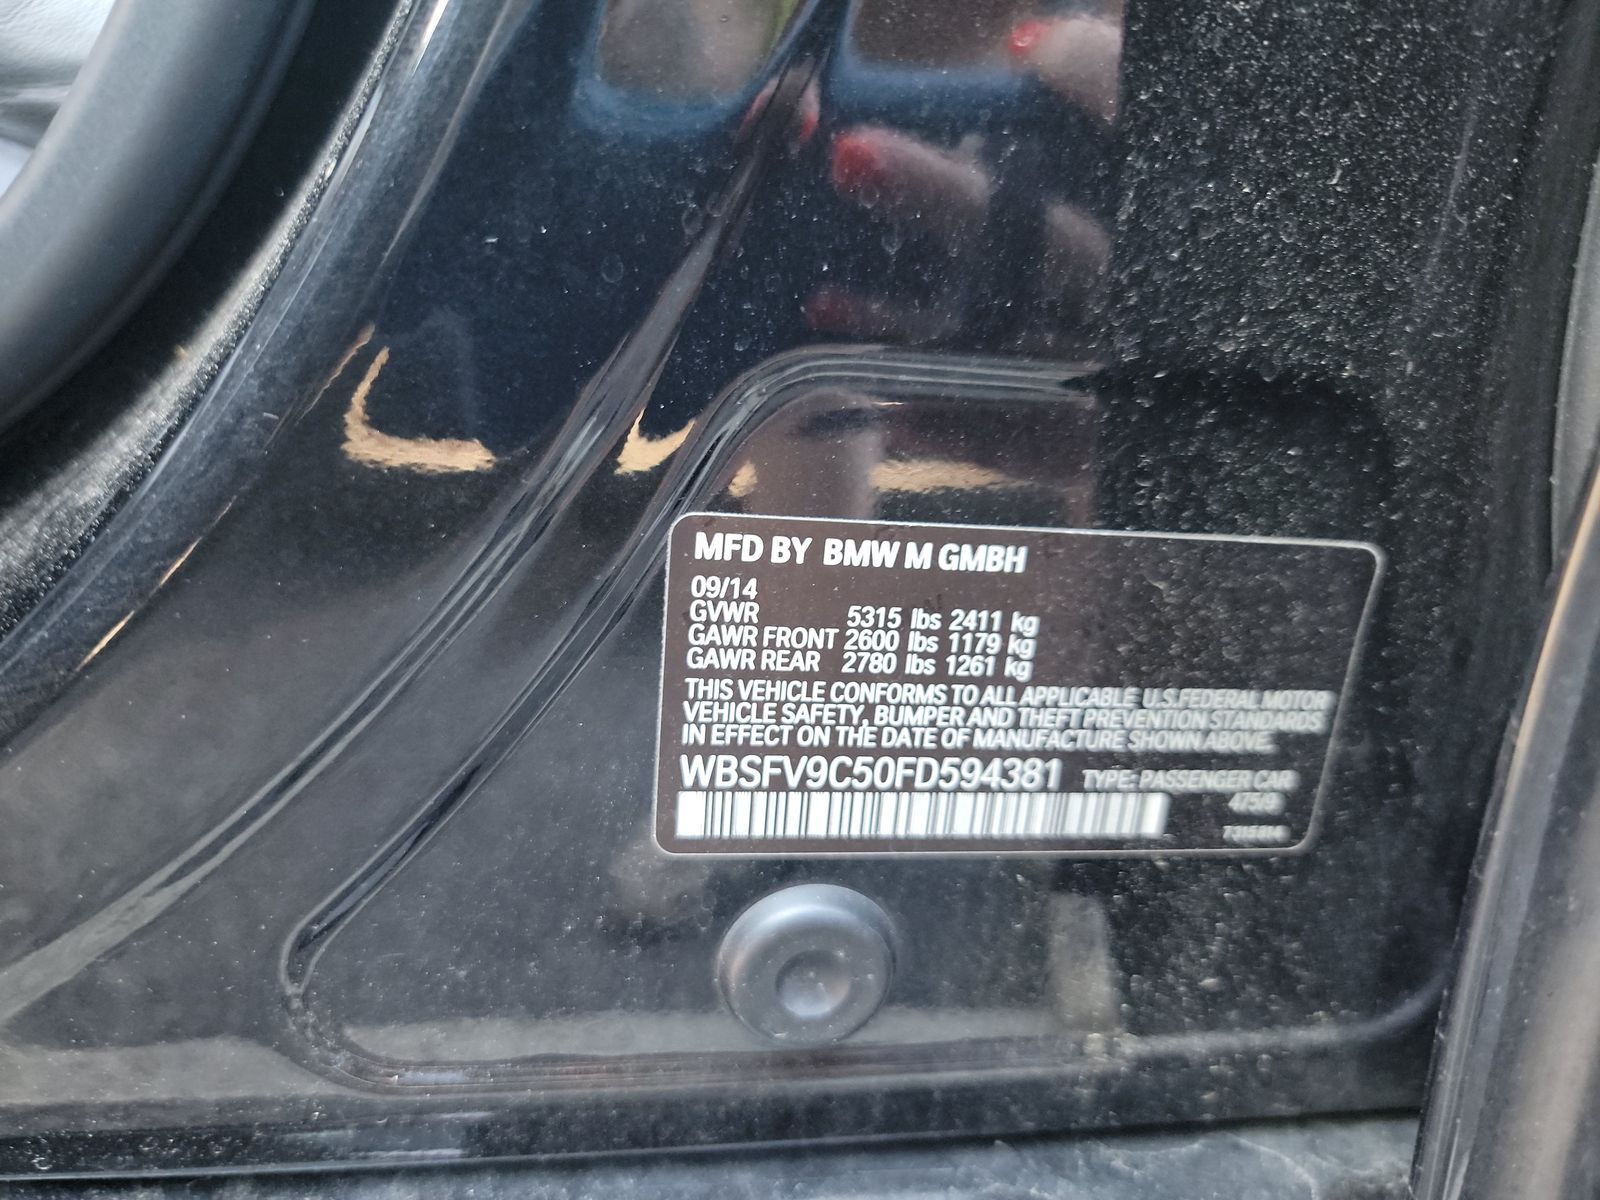 MFD BY BMW M GMBH
09/14
GVWR 5315 lbs 2411 kg
GAWR FRONT 2600 lbs 1179 kg
GAWR REAR 2780 lbs 1261 kg
THIS VEHICLE CONFORMS TO ALL APPLICABLE U.S.FEDERAL MOTOR
VEHICLE SAFETY, BUMPER AND THEFT PREVENTION STANDARDS
IN EFFECT ON THE DATE OF MANUFACTURE SHOWN ABOVE.
WBSFV9C50FD594381 TYPE: PASSENGER CAR